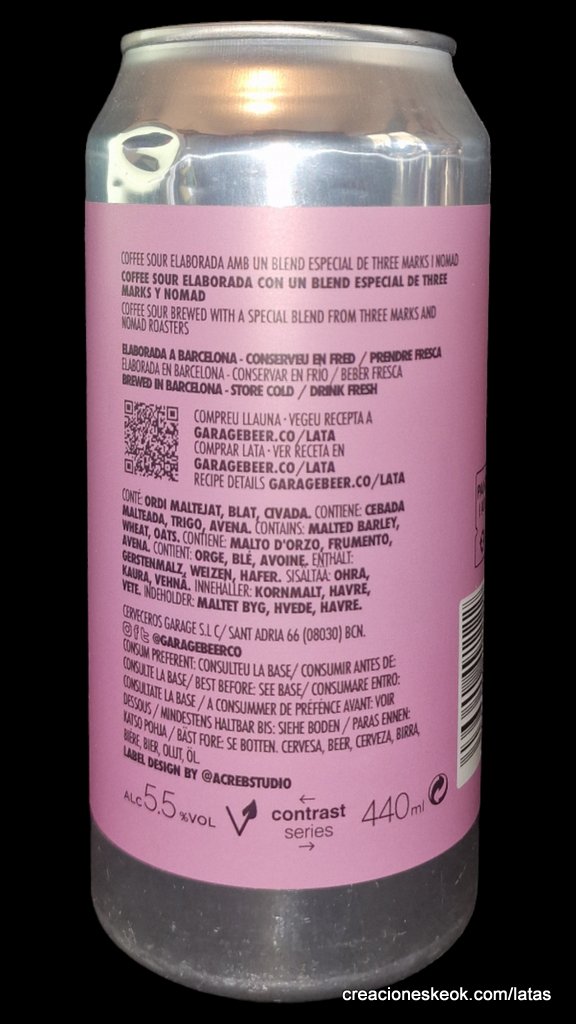 COFFEE SOUR ELABORADA AMB UN BLEND ESPECIAL DE THREE MARKS I NOMAD
COFFEE SOUR ELABORADA CON UN BLEND ESPECIAL DE THREE
MARKS Y NOMAD
COFFEE SOUR BREWED WITH A SPECIAL BLEND FROM THREE MARKS AND
NOMAD ROASTERS
ELABORADA A BARCELONA - CONSERVEU EN FRED / PRENDRE FRESCA
ELABORADA EN BARCELONA - CONSERVAR EN FRIO / BEBER FRESCA
BREWED IN BARCELONA - STORE COLD / DRINK FRESH
COMPREU LLAUNA · VEGEU RECEPTA A
GARAGEBEER.CO/LATA
COMPRAR LATA · VER RECETA EN
GARAGEBEER.CO/LATA
RECIPE DETAILS GARAGEBEER.CO/LATA
CONTÉ: ORDI MALTEJAT, BLAT, CIVADA. CONTIENE: CEBADA
MALTEADA, TRIGO, AVENA. CONTAINS: MALTED BARLEY,
WHEAT, OATS. CONTIENE: MALTO D'ORZO, FRUMENTO,
AVENA. CONTIENT: ORGE, BLÉ, AVOINE. ENTHALT:
GERSTENMALZ, WEIZEN, HAFER. SISÄLTÄÄ: OHRA,
KAURA, VEHNÄ. INNEHÅLLER: KORNMALT, HAVRE,
VETE. INDEHOLDER: MALTET BYG, HVEDE, HAVRE.
CERVECEROS GARAGE S.L C/ SANT ADRIA 66 (08030) BCN.
@GARAGEBEERCO
CONSUM PREFERENT: CONSULTEU LA BASE/ CONSUMIR ANTES DE:
CONSULTE LA BASE/ BEST BEFORE: SEE BASE/ CONSUMARE ENTRO:
CONSULTATE LA BASE / A CONSUMMER DE PRÉFÉNCE AVANT: VOIR
DESSOUS / MINDESTENS HALTBAR BIS: SIEHE BODEN / PARAS ENNEN:
KATSO POHJA / BÄST FORE: SE BOTTEN. CERVESA, BEER, CERVEZA, BIRRA,
BIÈRE, BIER, OLUT, ÖL.
LABEL DESIGN BY @ACREBSTUDIO
ALC 5.5 %VOL
contrast
series
440ml
creacioneskeok.com/latas